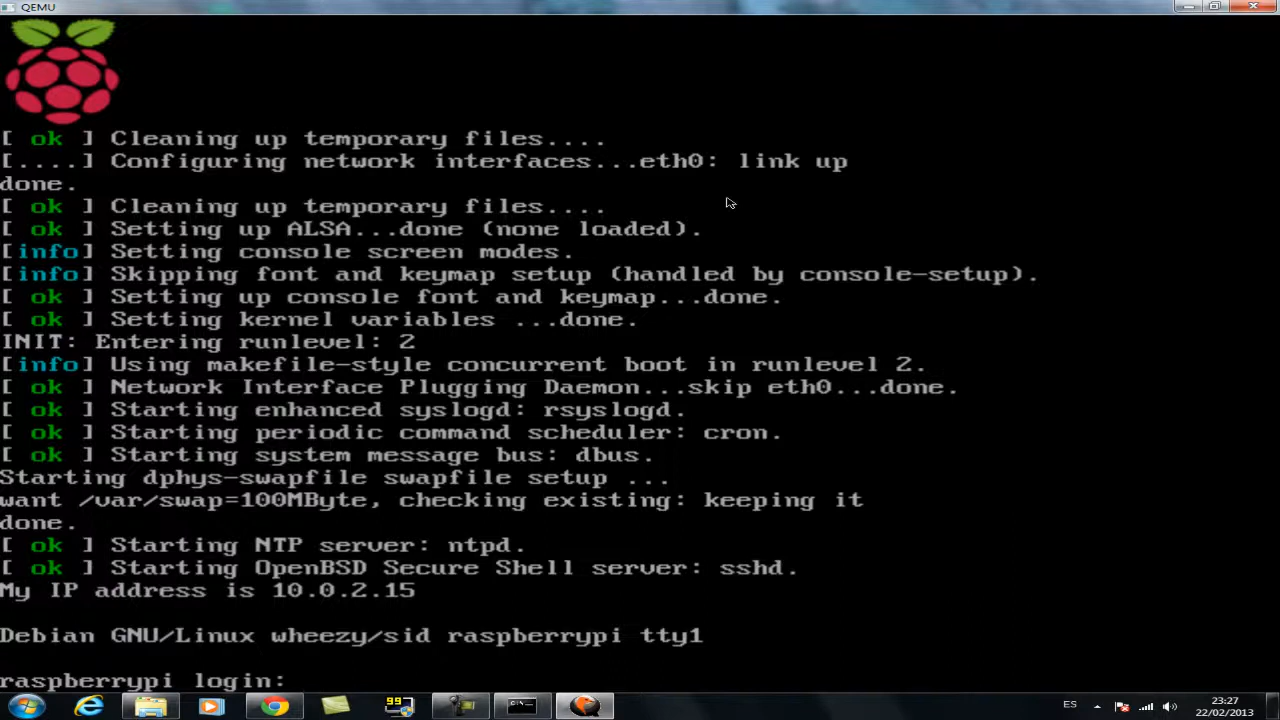 QEMU
[ ok ] Cleaning up temporary files....
[....] Configuring network interfaces...eth0: link up
done.
[ ok ] Cleaning up temporary files....
[ ok ] Setting up ALSA...done (none loaded).
[info] Setting console screen modes.
[info] Skipping font and keymap setup (handled by console-setup).
[ ok ] Setting up console font and keymap...done.
[ ok ] Setting kernel variables ...done.
INIT: Entering runlevel: 2
[info] Using makefile-style concurrent boot in runlevel 2.
[ ok ] Network Interface Plugging Daemon...skip eth0...done.
[ ok ] Starting enhanced syslogd: rsyslogd.
[ ok ] Starting periodic command scheduler: cron.
[ ok ] Starting system message bus: dbus.
Starting dphys-swapfile swapfile setup ...
want /var/swap=100MByte, checking existing: keeping it
done.
[ ok ] Starting NTP server: ntpd.
[ ok ] Starting OpenBSD Secure Shell server: sshd.
My IP address is 10.0.2.15
Debian GNU/Linux wheezy/sid raspberrypi tty1
raspberrypi login:
99
C:\_
ES
23:27
22/02/2013